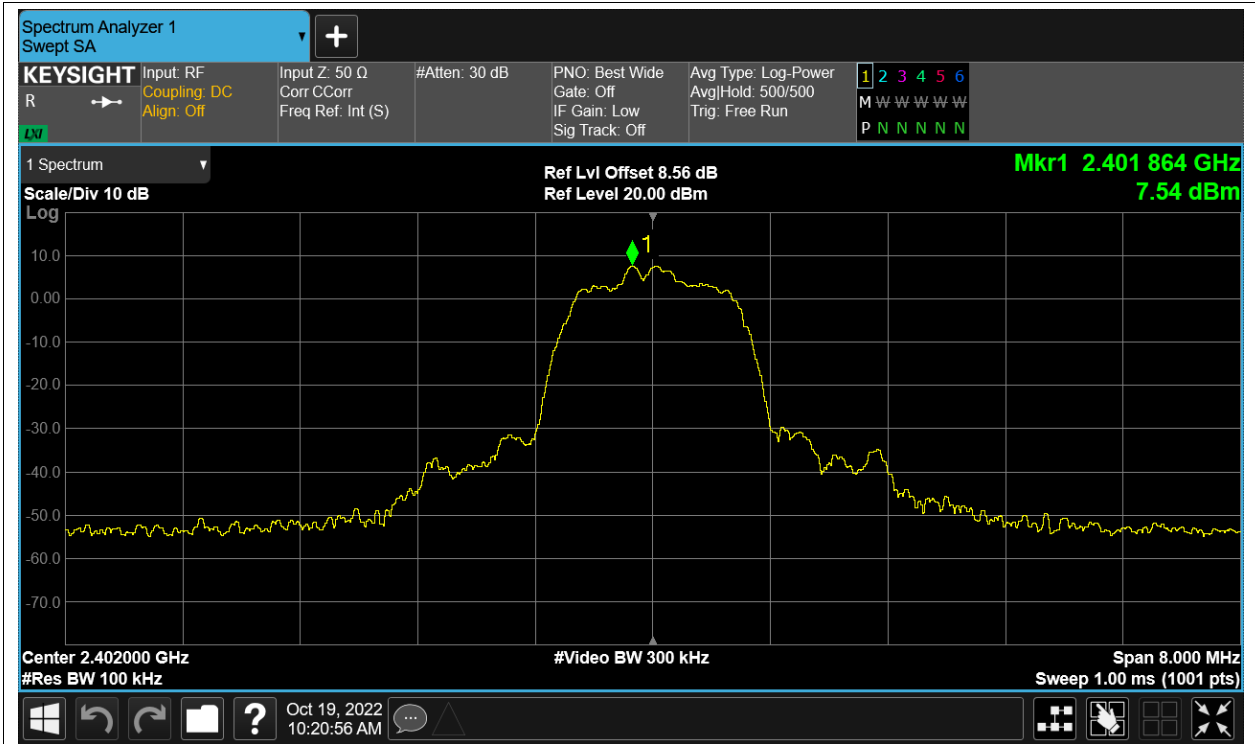 Spectrum Analyzer 1
Swept SA
KEYSIGHT
R
LXI
Input: RF
Coupling: DC
Align: Off
Input Z: 50 Ω
Corr CCorr
Freq Ref: Int (S)
#Atten: 30 dB
PNO: Best Wide
Gate: Off
IF Gain: Low
Sig Track: Off
Avg Type: Log-Power
Avg|Hold: 500/500
Trig: Free Run
1 2 3 4 5 6
M W W W W W
P N N N N N
1 Spectrum
Scale/Div 10 dB
Log
Ref Lvl Offset 8.56 dB
Ref Level 20.00 dBm
Mkr1 2.401 864 GHz
7.54 dBm
1
10.0
0.00
-10.0
-20.0
-30.0
-40.0
-50.0
-60.0
-70.0
Center 2.402000 GHz
#Res BW 100 kHz
#Video BW 300 kHz
Span 8.000 MHz
Sweep 1.00 ms (1001 pts)
?
Oct 19, 2022
10:20:56 AM